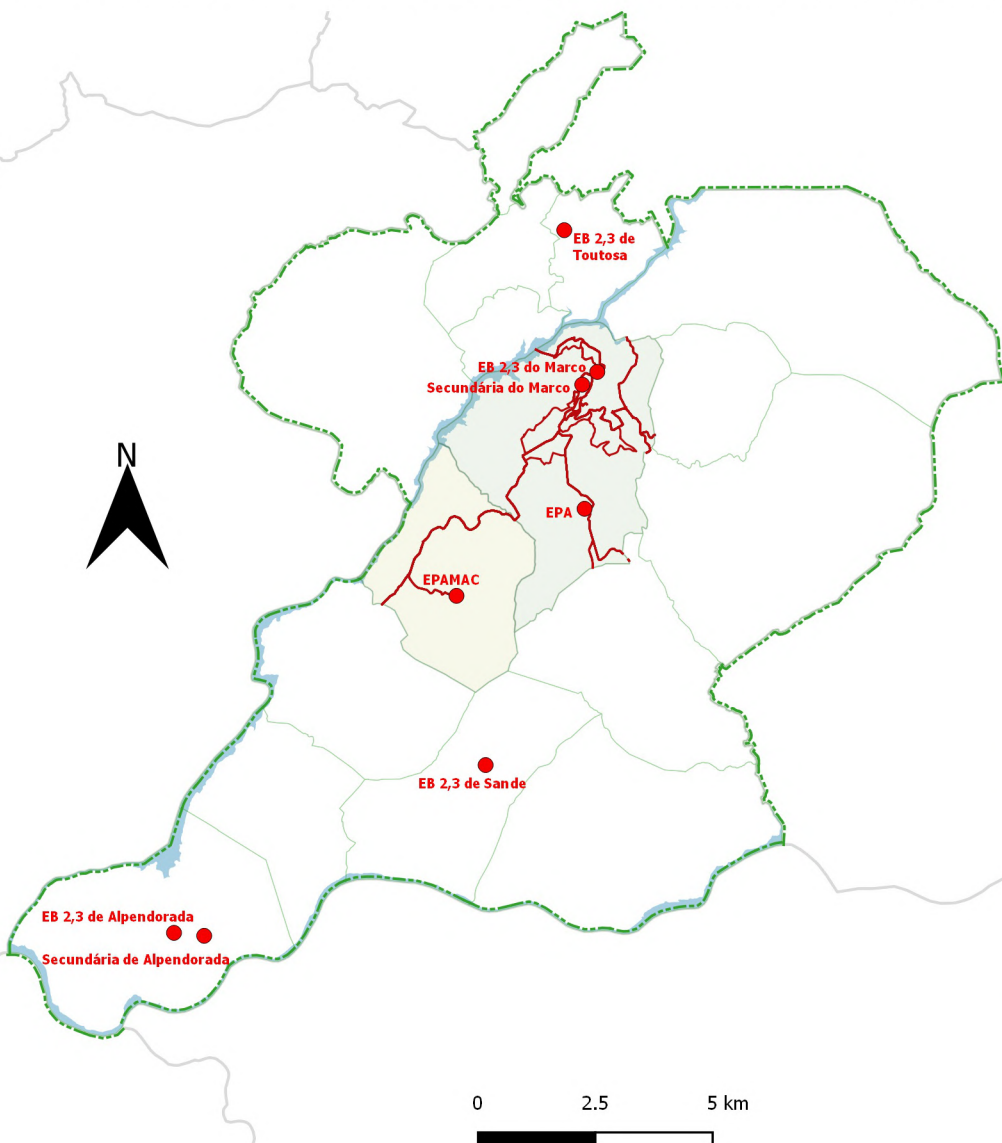 EB 2,3 de
Toutosa
EB 2,3 do Marco
Secundária do Marco
N
EPA
EPAMAC
EB 2,3 de Sande
EB 2,3 de Alpendorada
Secundária de Alpendorada
0 2.5 5 km